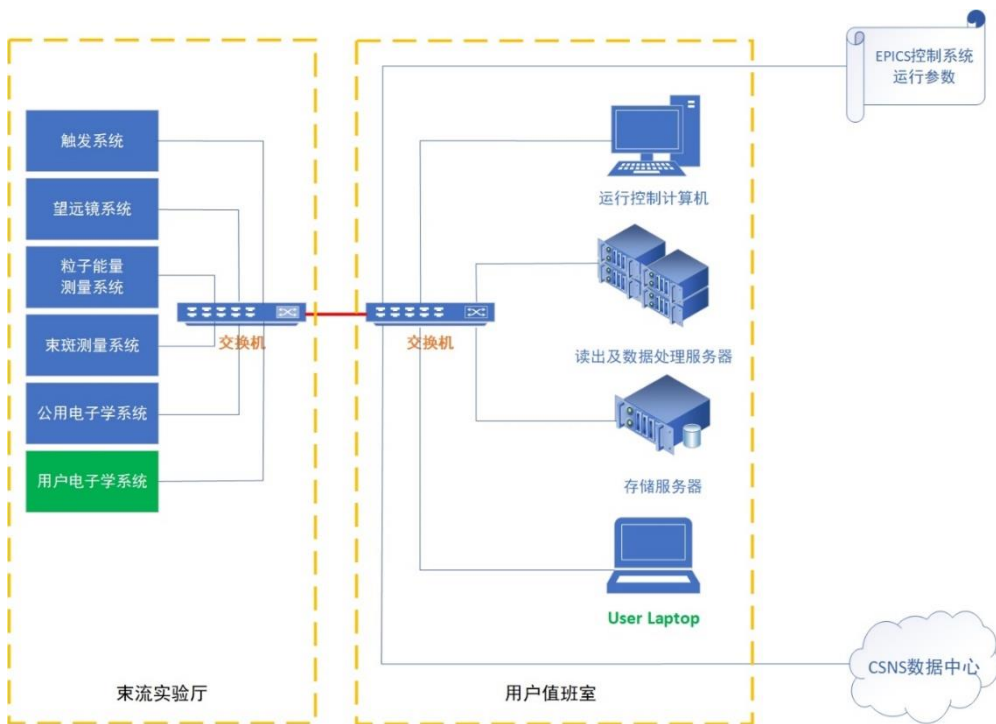 EPICS控制系统
运行参数
触发系统
望远镜系统
粒子能量
测量系统
束斑测量系统
公用电子学系统
用户电子学系统
交换机
交换机
运行控制计算机
读出及数据处理服务器
存储服务器
User Laptop
CSNS数据中心
束流实验厅
用户值班室